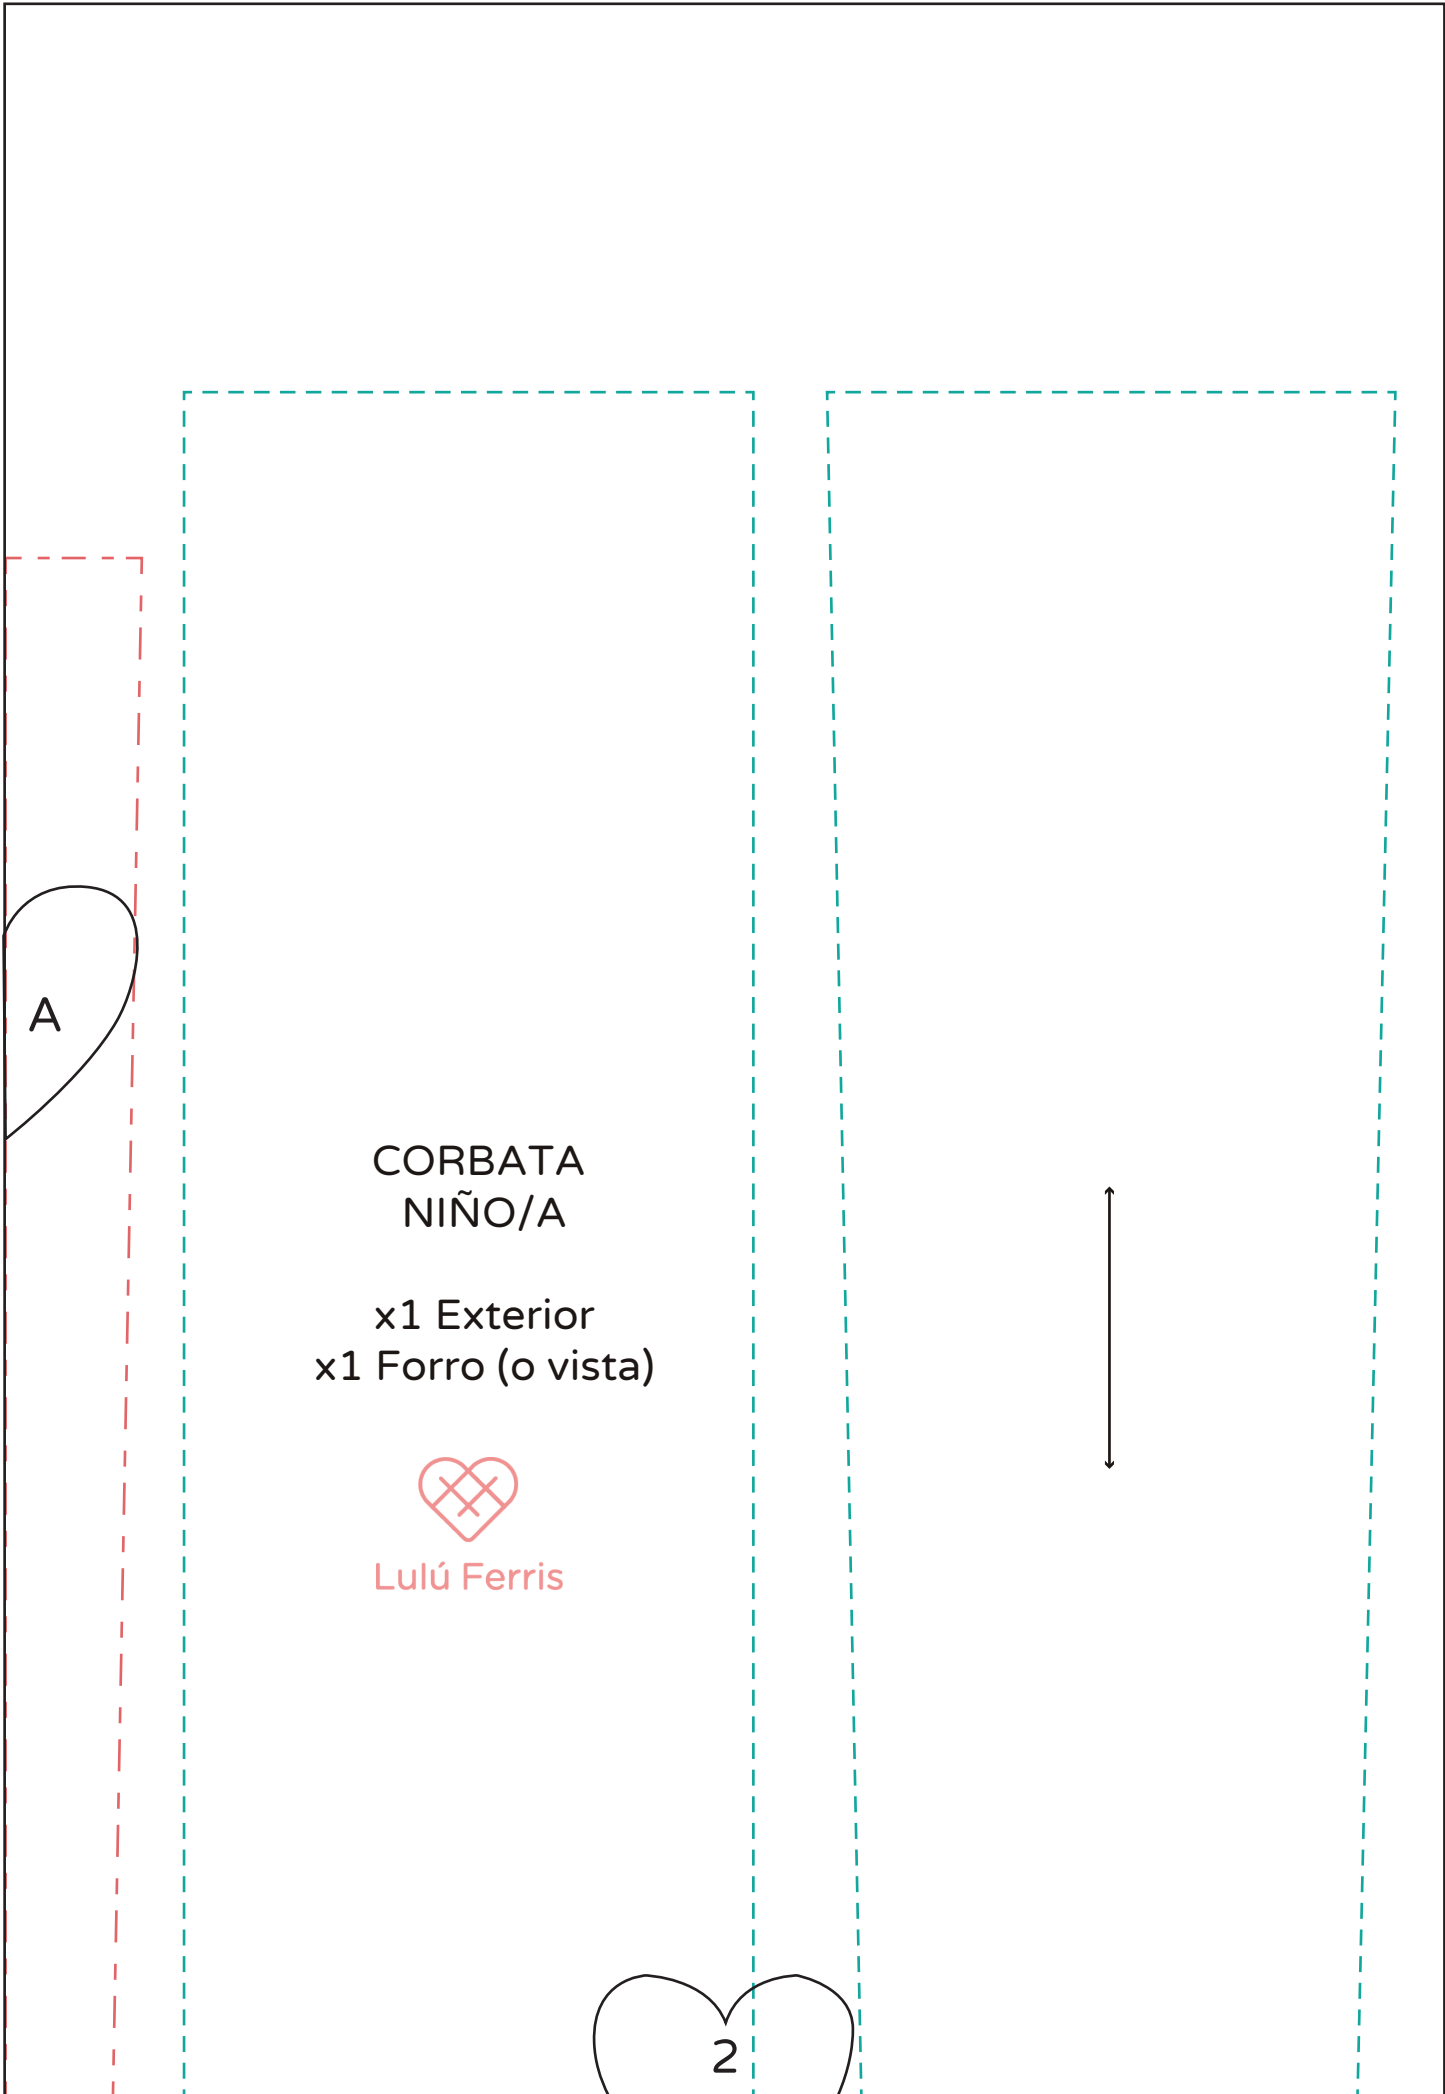 A
CORBATA
NIÑO/A
x1 Exterior
x1 Forro (o vista)
Lulú Ferris
2